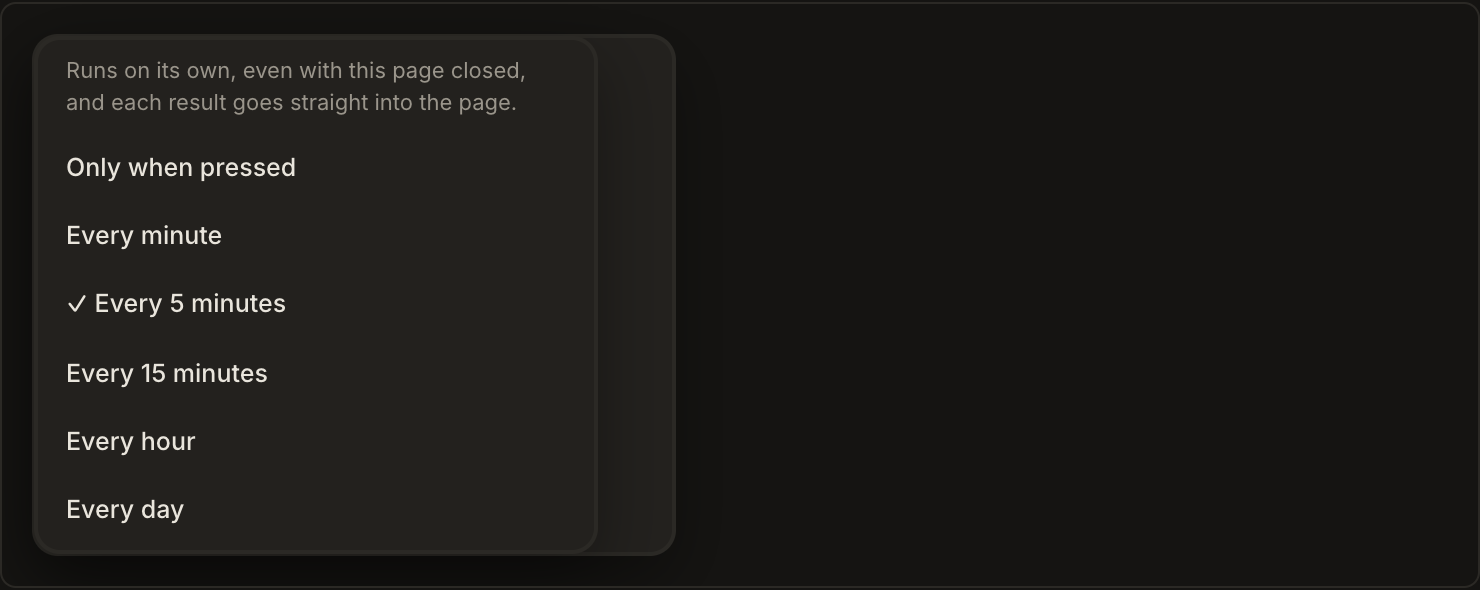 Runs on its own, even with this page closed,
and each result goes straight into the page.
Only when pressed
Every minute
✓ Every 5 minutes
Every 15 minutes
Every hour
Every day